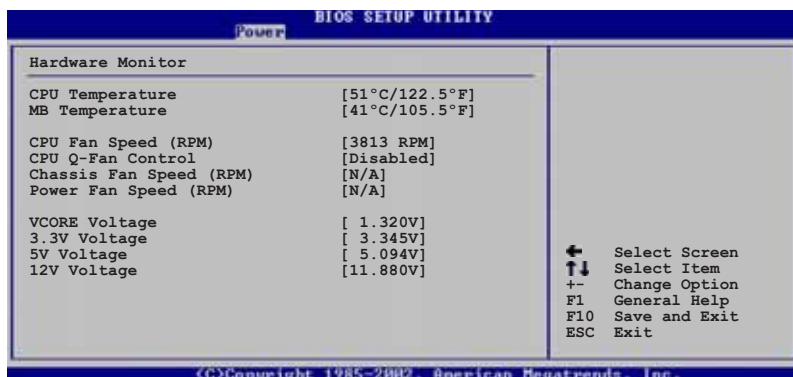 BIOS SETUP UTILITY
Power
Hardware Monitor
CPU Temperature [51°C/122.5°F]
MB Temperature [41°C/105.5°F]
CPU Fan Speed (RPM) [3813 RPM]
CPU Q-Fan Control [Disabled]
Chassis Fan Speed (RPM) [N/A]
Power Fan Speed (RPM) [N/A]
VCORE Voltage [ 1.320V]
3.3V Voltage [ 3.345V]
5V Voltage [ 5.094V]
12V Voltage [11.880V]
← Select Screen
↑↓ Select Item
+- Change Option
F1 General Help
F10 Save and Exit
ESC Exit
(C)Copyright 1985-2002, American Megatrends, Inc.